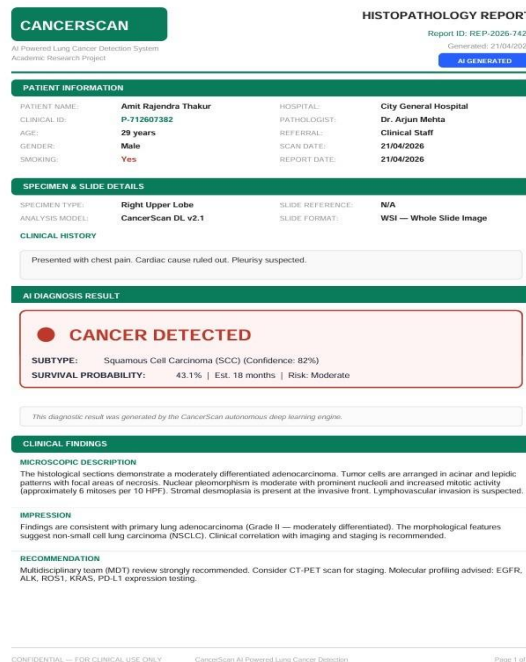 CANCERSCAN
HISTOPATHOLOGY REPORT
Report ID: REP-2026-742
AI Powered Lung Cancer Detection System
Generated: 21/04/202
Academic Research Project
AI GENERATED
PATIENT INFORMATION
PATIENT NAME: Amit Rajendra Thakur HOSPITAL: City General Hospital
CLINICAL ID: P-712607382 PATHOLOGIST: Dr. Arjun Mehta
AGE: 29 years REFERRAL: Clinical Staff
GENDER: Male SCAN DATE: 21/04/2026
SMOKING: Yes REPORT DATE: 21/04/2026
SPECIMEN & SLIDE DETAILS
SPECIMEN TYPE: Right Upper Lobe SLIDE REFERENCE: N/A
ANALYSIS MODEL: CancerScan DL v2.1 SLIDE FORMAT: WSI — Whole Slide Image
CLINICAL HISTORY
Presented with chest pain. Cardiac cause ruled out. Pleurisy suspected.
AI DIAGNOSIS RESULT
CANCER DETECTED
SUBTYPE: Squamous Cell Carcinoma (SCC) (Confidence: 82%)
SURVIVAL PROBABILITY: 43.1% | Est. 18 months | Risk: Moderate
This diagnostic result was generated by the CancerScan autonomous deep learning engine.
CLINICAL FINDINGS
MICROSCOPIC DESCRIPTION
The histological sections demonstrate a moderately differentiated adenocarcinoma. Tumor cells are arranged in acinar and lepidic
patterns with focal areas of necrosis. Nuclear pleomorphism is moderate with prominent nucleoli and increased mitotic activity
(approximately 6 mitoses per 10 HPF). Stromal desmoplasia is present at the invasive front. Lymphovascular invasion is suspected.
IMPRESSION
Findings are consistent with primary lung adenocarcinoma (Grade II — moderately differentiated). The morphological features
suggest non-small cell lung carcinoma (NSCLC). Clinical correlation with imaging and staging is recommended.
RECOMMENDATION
Multidisciplinary team (MDT) review strongly recommended. Consider CT-PET scan for staging. Molecular profiling advised: EGFR,
ALK, ROS1, KRAS, PD-L1 expression testing.
CONFIDENTIAL — FOR CLINICAL USE ONLY CancerScan AI Powered Lung Cancer Detection Page 1 of